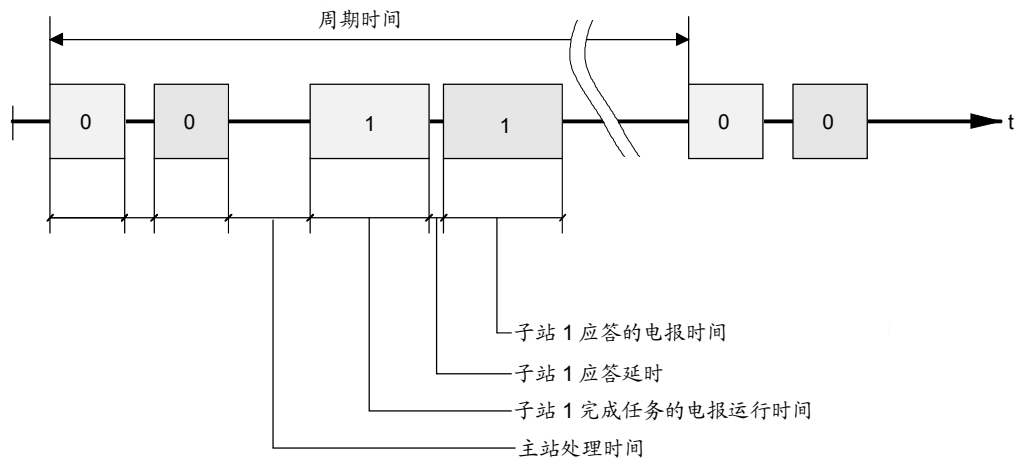 周期时间
0 0 1 1 0 0 t
子站 1 应答的电报时间
子站 1 应答延时
子站 1 完成任务的电报运行时间
主站处理时间